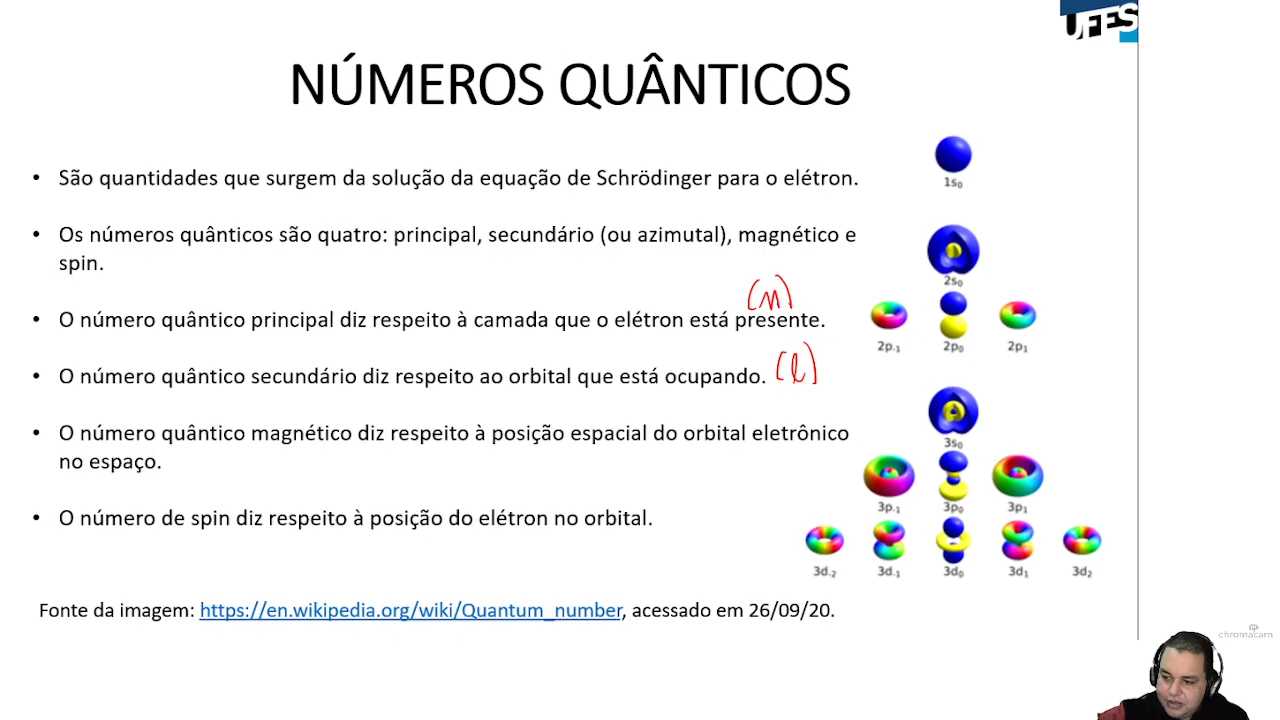 UFES
NÚMEROS QUÂNTICOS
• São quantidades que surgem da solução da equação de Schrödinger para o elétron.
• Os números quânticos são quatro: principal, secundário (ou azimutal), magnético e
spin.
(n)
• O número quântico principal diz respeito à camada que o elétron está presente.
• O número quântico secundário diz respeito ao orbital que está ocupando. (l)
• O número quântico magnético diz respeito à posição espacial do orbital eletrônico
no espaço.
• O número de spin diz respeito à posição do elétron no orbital.
Fonte da imagem: https://en.wikipedia.org/wiki/Quantum_number, acessado em 26/09/20.
1s₀
2s₀
2p₋₁ 2p₀ 2p₁
3s₀
3p₋₁ 3p₀ 3p₁
3d₋₂ 3d₋₁ 3d₀ 3d₁ 3d₂
chromacam